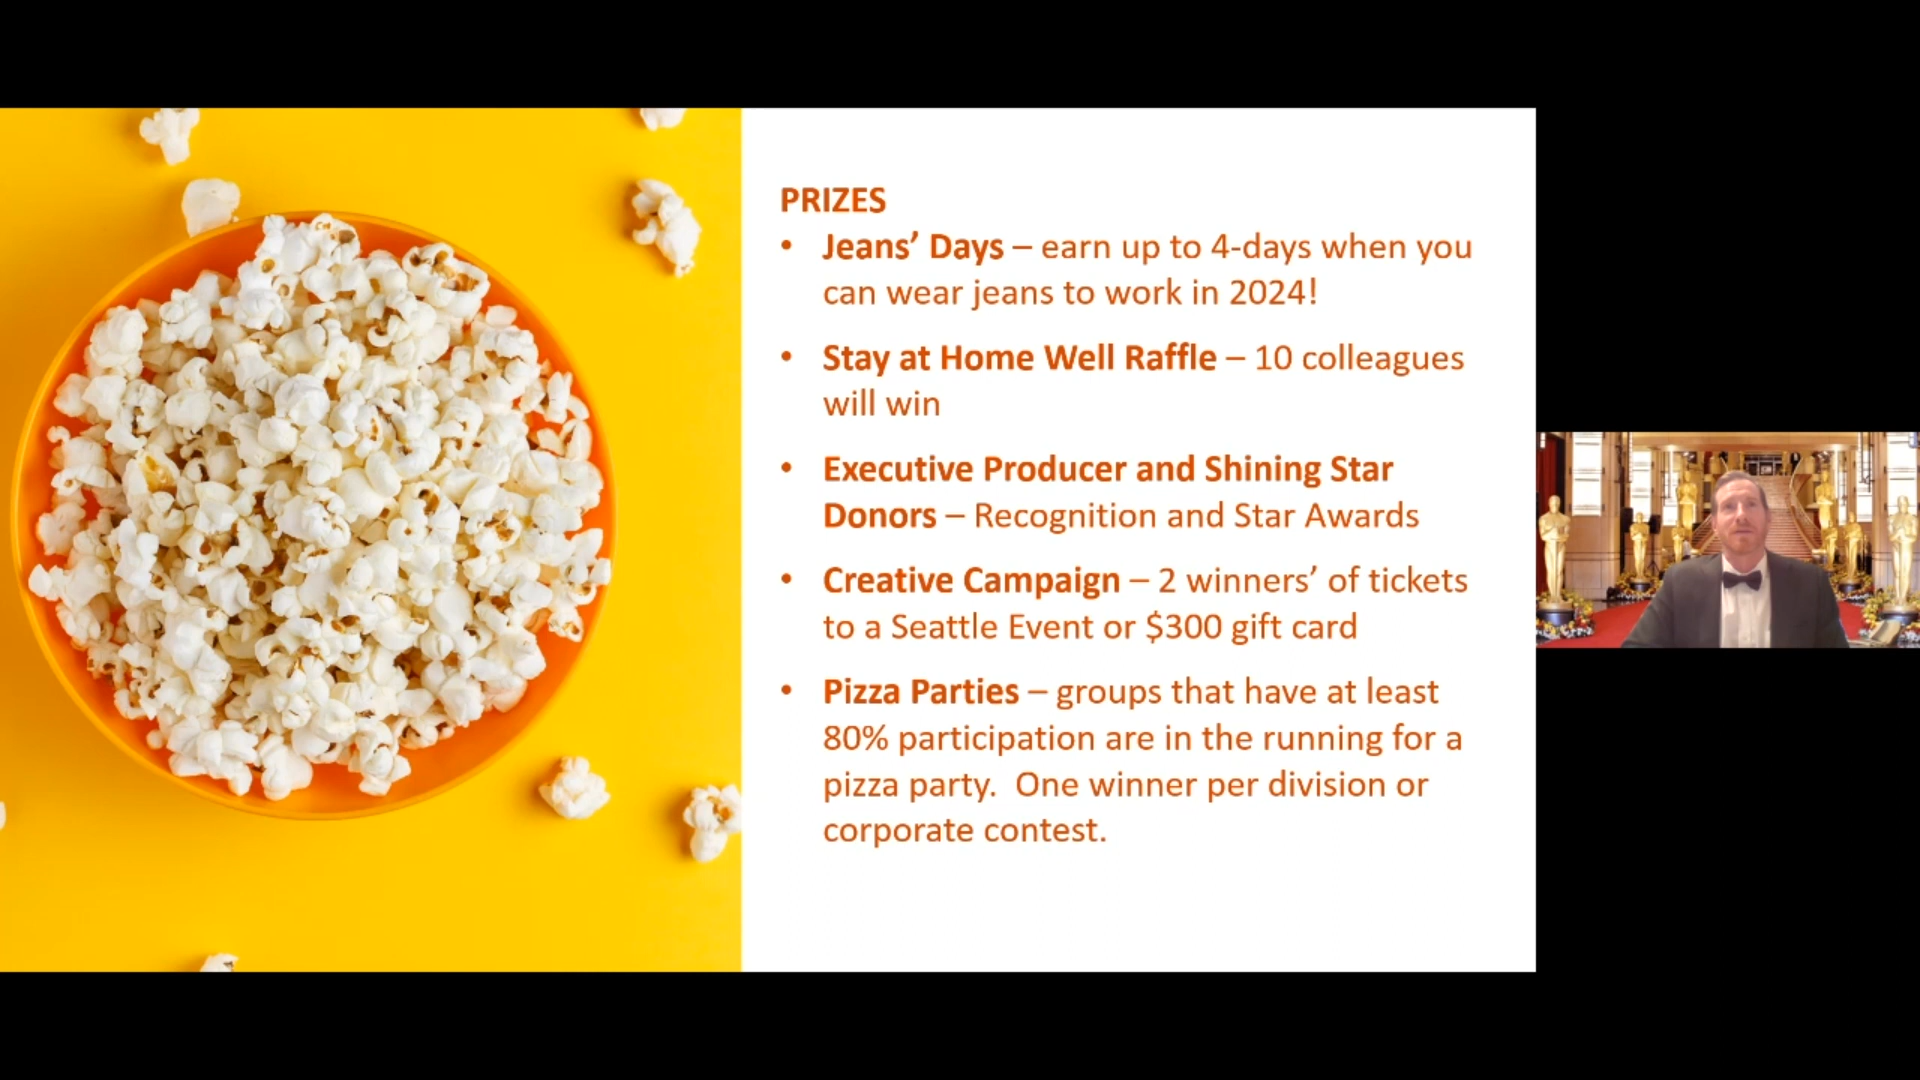 PRIZES
• Jeans’ Days – earn up to 4-days when you
can wear jeans to work in 2024!
• Stay at Home Well Raffle – 10 colleagues
will win
• Executive Producer and Shining Star
Donors – Recognition and Star Awards
• Creative Campaign – 2 winners’ of tickets
to a Seattle Event or $300 gift card
• Pizza Parties – groups that have at least
80% participation are in the running for a
pizza party.  One winner per division or
corporate contest.